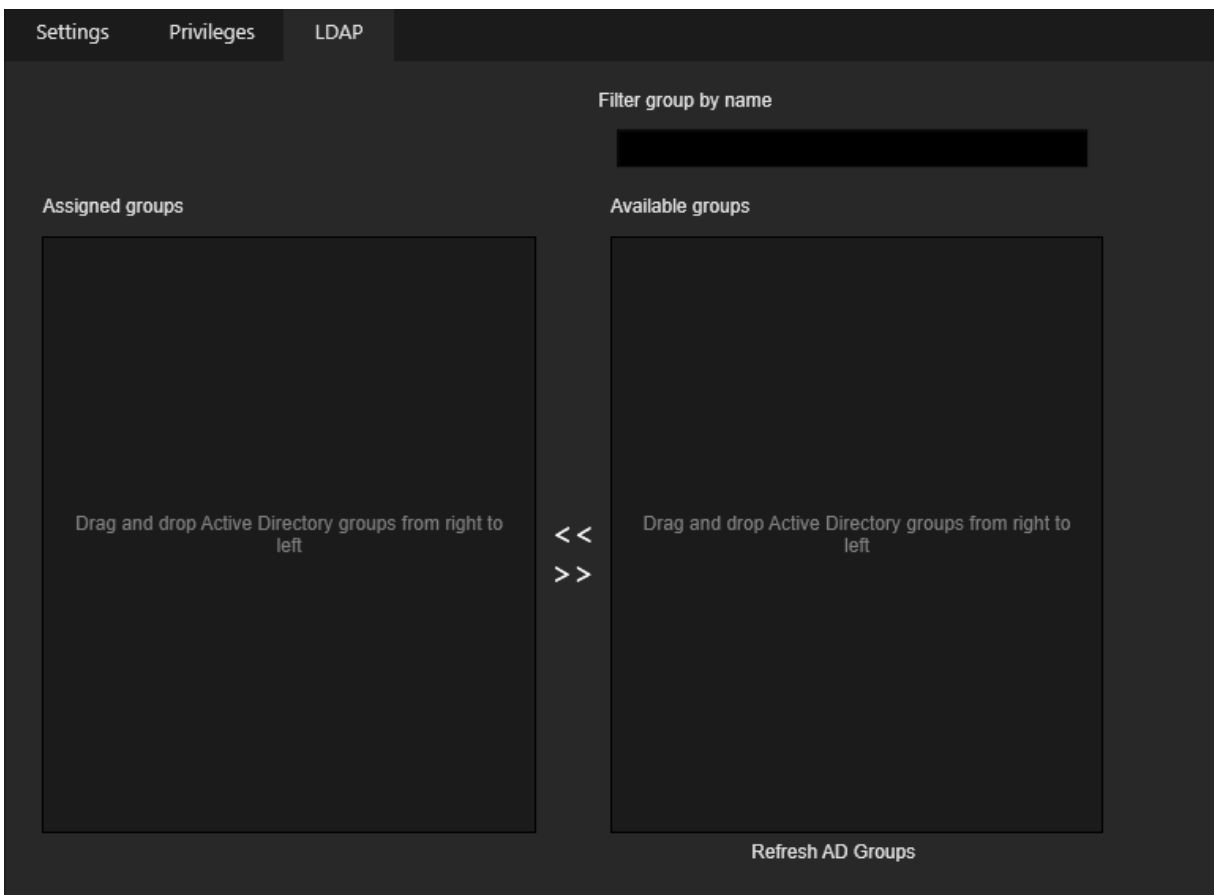 Settings Privileges LDAP
Filter group by name
Assigned groups Available groups
Drag and drop Active Directory groups from right to
left
<<
>>
Drag and drop Active Directory groups from right to
left
Refresh AD Groups